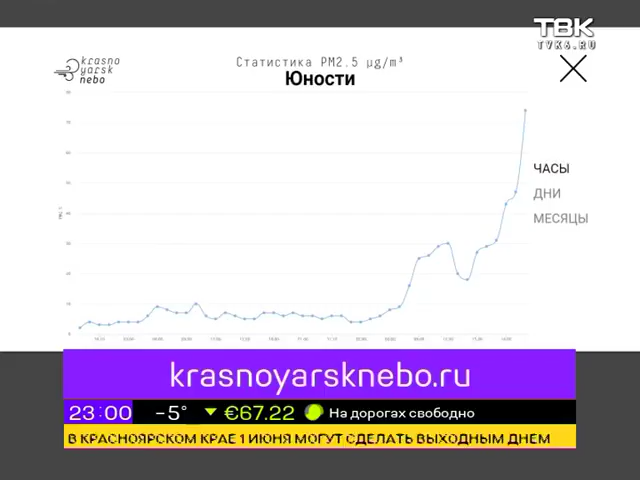 ТВК
TVK6.RU
krasno
yarsk
nebo
Статистика PM2.5 µg/m³
Юности
ЧАСЫ
ДНИ
МЕСЯЦЫ
krasnoyarsknebo.ru
23:00 -5° €67.22 На дорогах свободно
В КРАСНОЯРСКОМ КРАЕ 1 ИЮНЯ МОГУТ СДЕЛАТЬ ВЫХОДНЫМ ДНЕМ